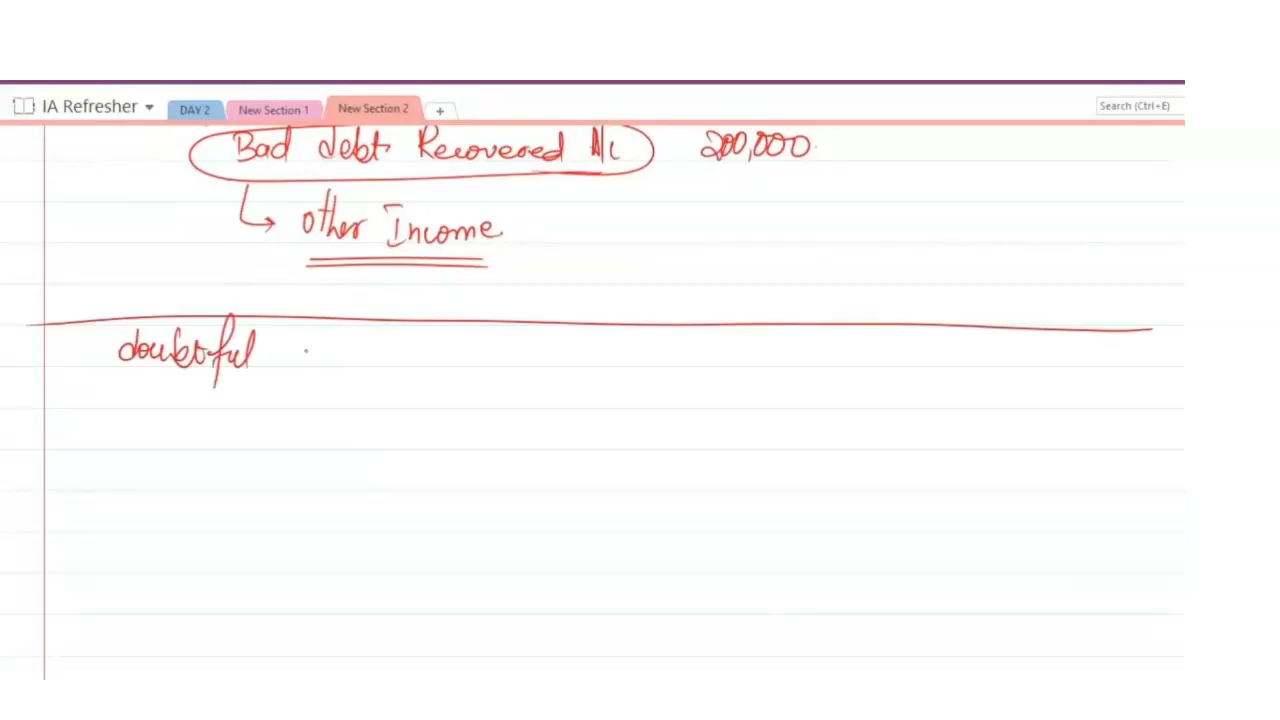 IA Refresher
DAY 2 New Section 1 New Section 2 +
Search (Ctrl+E)
Bad debts Recovered A/c 200,000
Other Income
doubtful